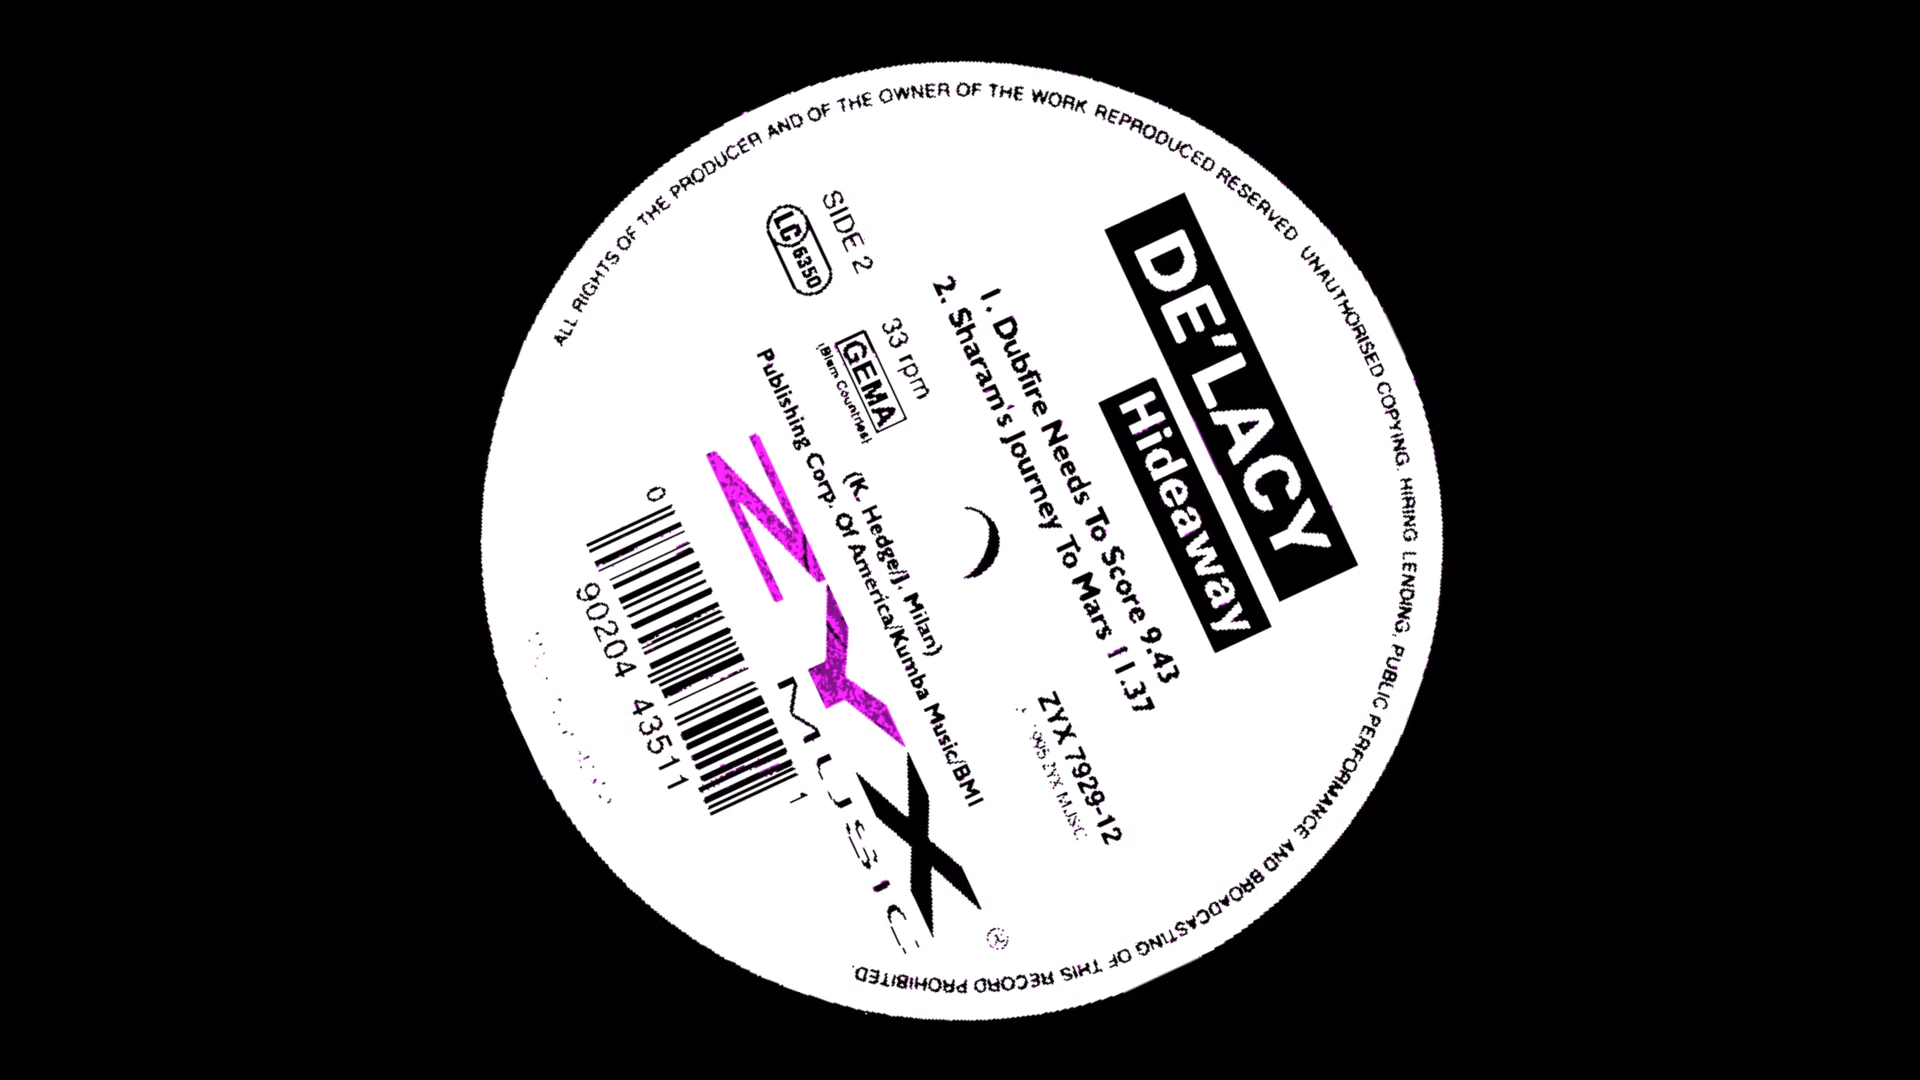 DE'LACY
Hideaway
1. Dubfire Needs To Score 9.43
2. Sharam's Journey To Mars 11.37
SIDE 2
33 rpm
LC 6350
GEMA
(Biem Countries)
(K. Hedge/J. Milan)
Publishing Corp. Of America/Kumba Music/BMI
ZYX 7929-12
ZYX MUSIC
ZYX
MUSIC
0 90204 43511 1
ALL RIGHTS OF THE PRODUCER AND OF THE OWNER OF THE WORK REPRODUCED RESERVED UNAUTHORISED COPYING, HIRING LENDING, PUBLIC PERFORMANCE AND BROADCASTING OF THIS RECORD PROHIBITED.